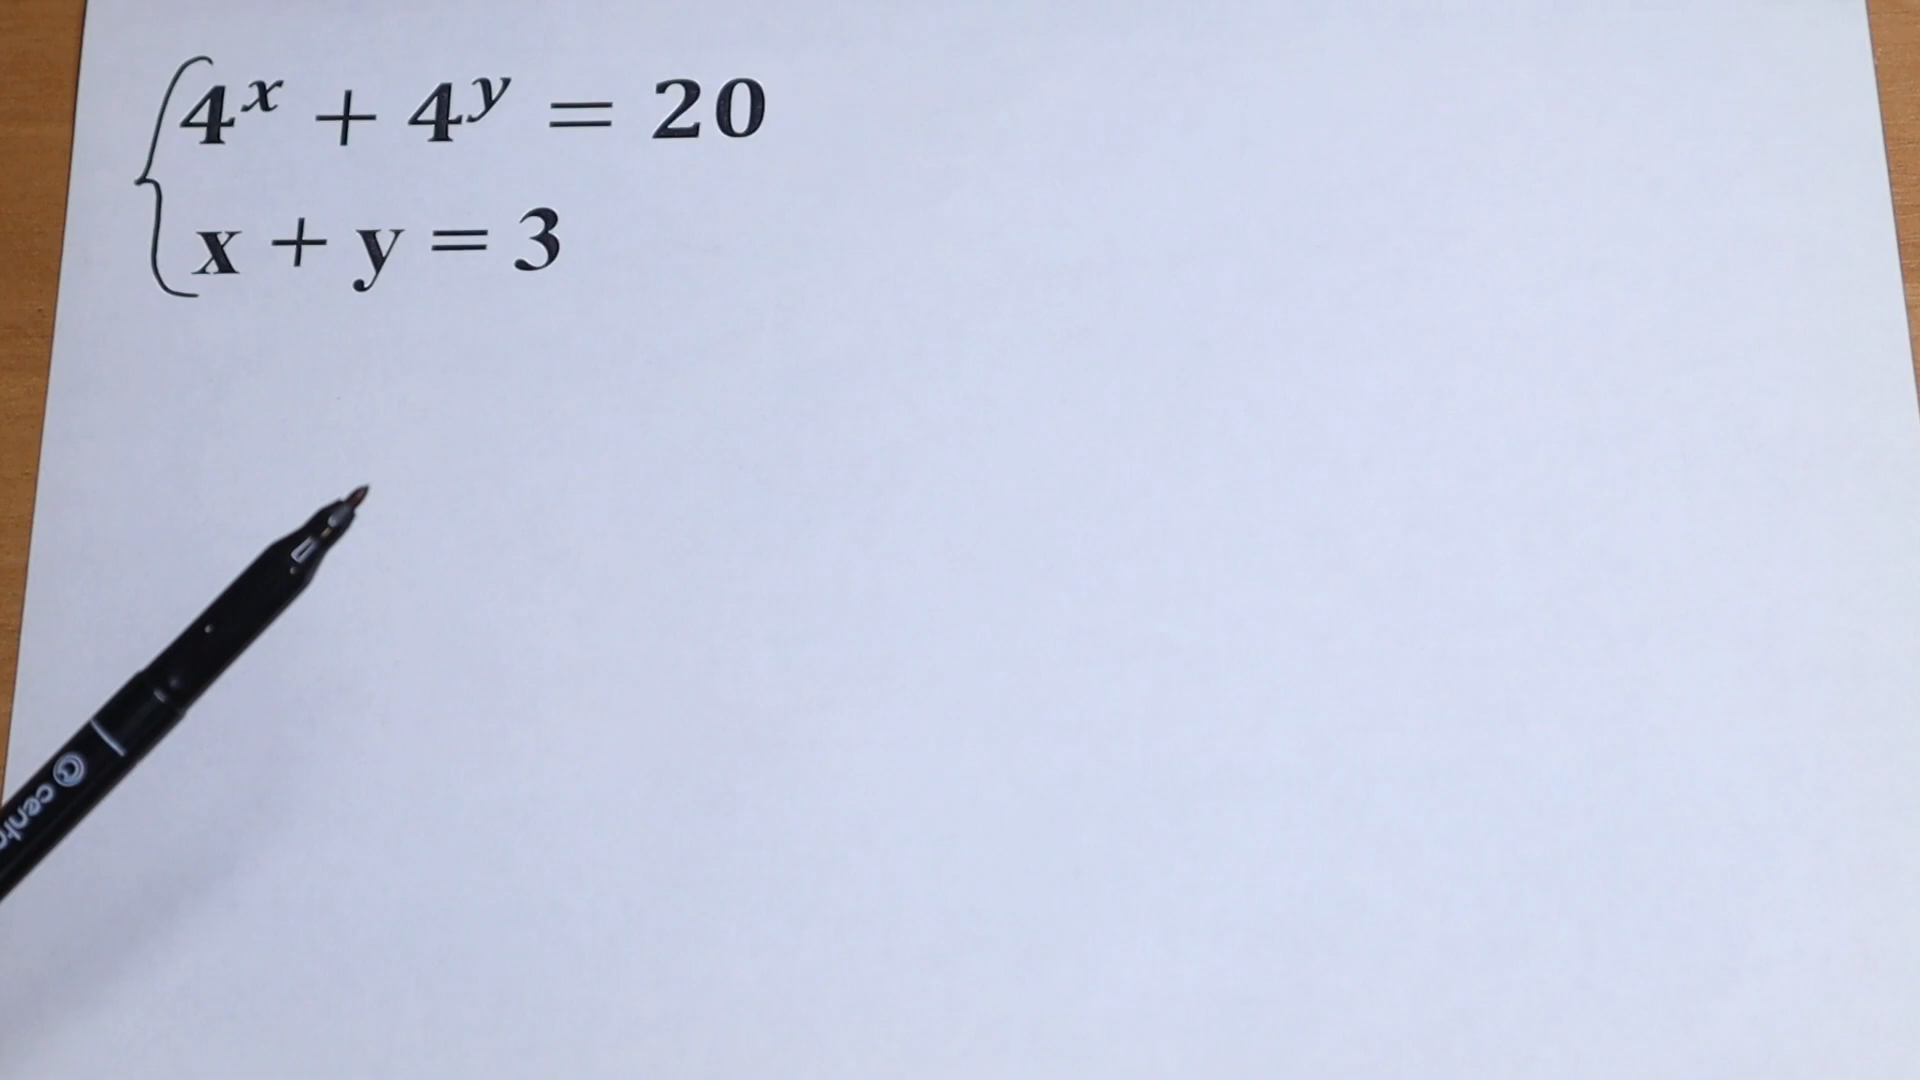 4^x + 4^y = 20
x + y = 3